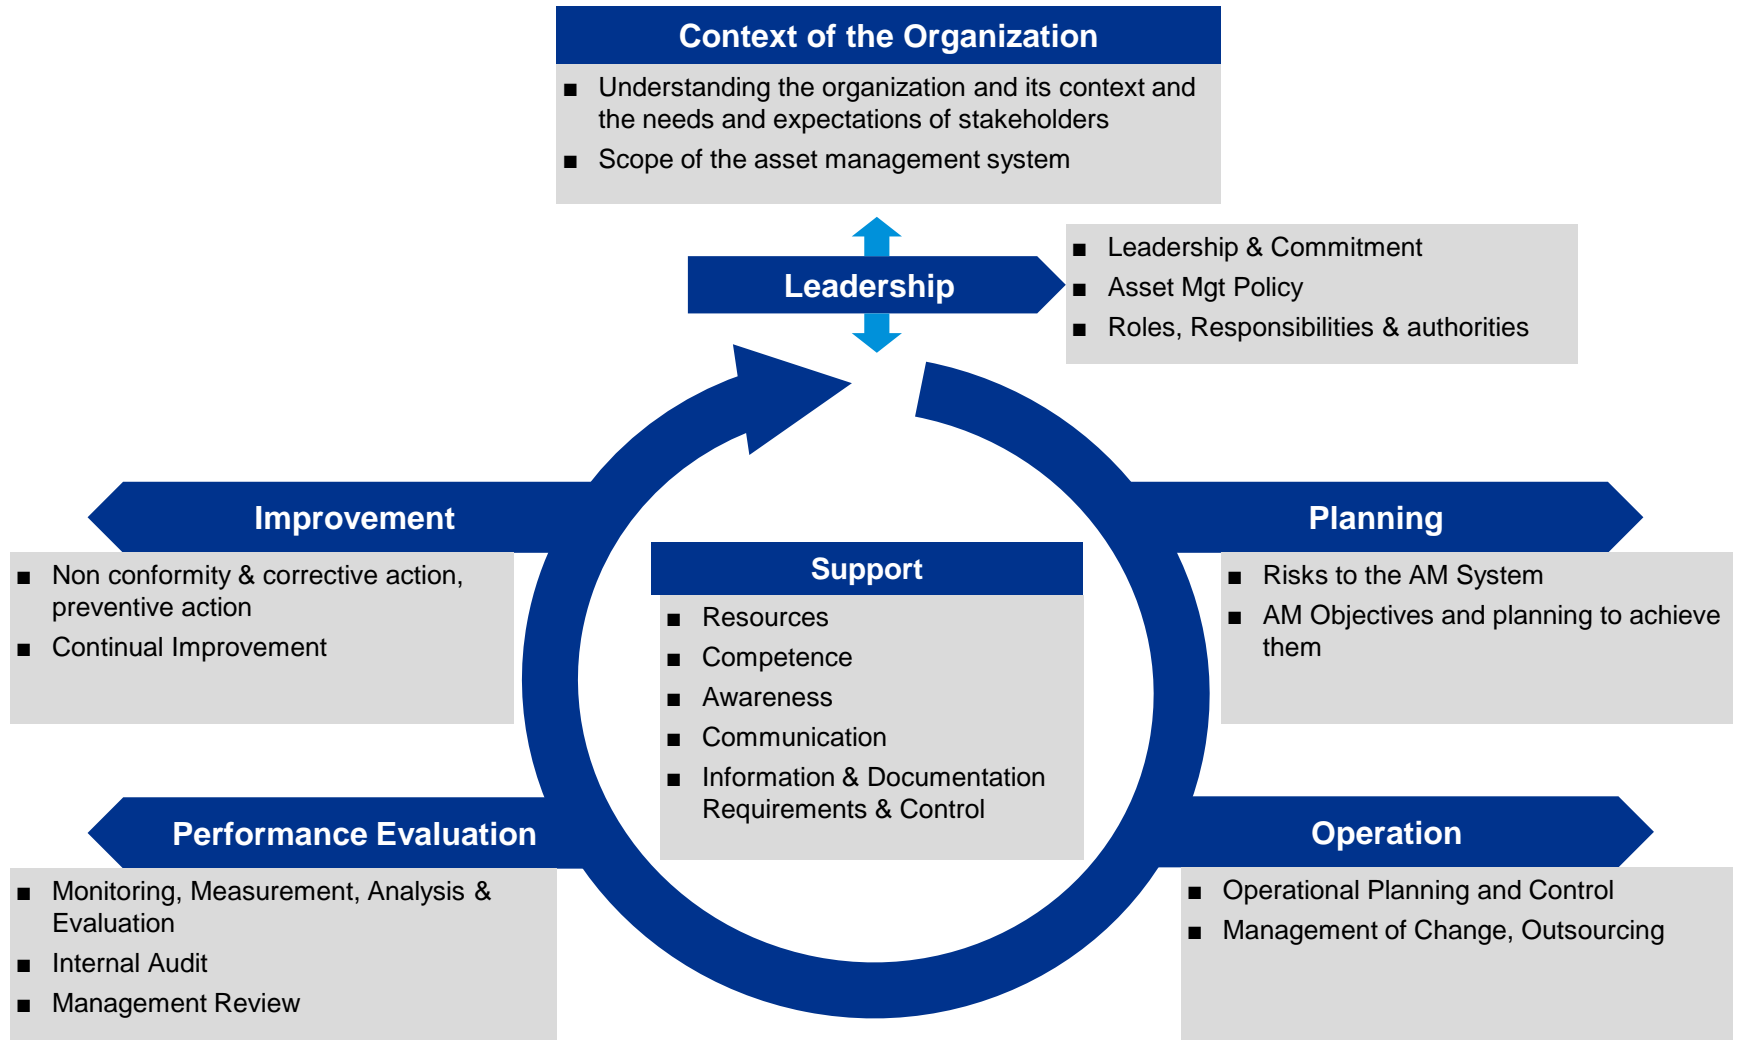 Context of the Organization
■ Understanding the organization and its context and
the needs and expectations of stakeholders
■ Scope of the asset management system
Leadership
■ Leadership & Commitment
■ Asset Mgt Policy
■ Roles, Responsibilities & authorities
Improvement
■ Non conformity & corrective action,
preventive action
■ Continual Improvement
Support
■ Resources
■ Competence
■ Awareness
■ Communication
■ Information & Documentation
Requirements & Control
Planning
■ Risks to the AM System
■ AM Objectives and planning to achieve
them
Performance Evaluation
■ Monitoring, Measurement, Analysis &
Evaluation
■ Internal Audit
■ Management Review
Operation
■ Operational Planning and Control
■ Management of Change, Outsourcing